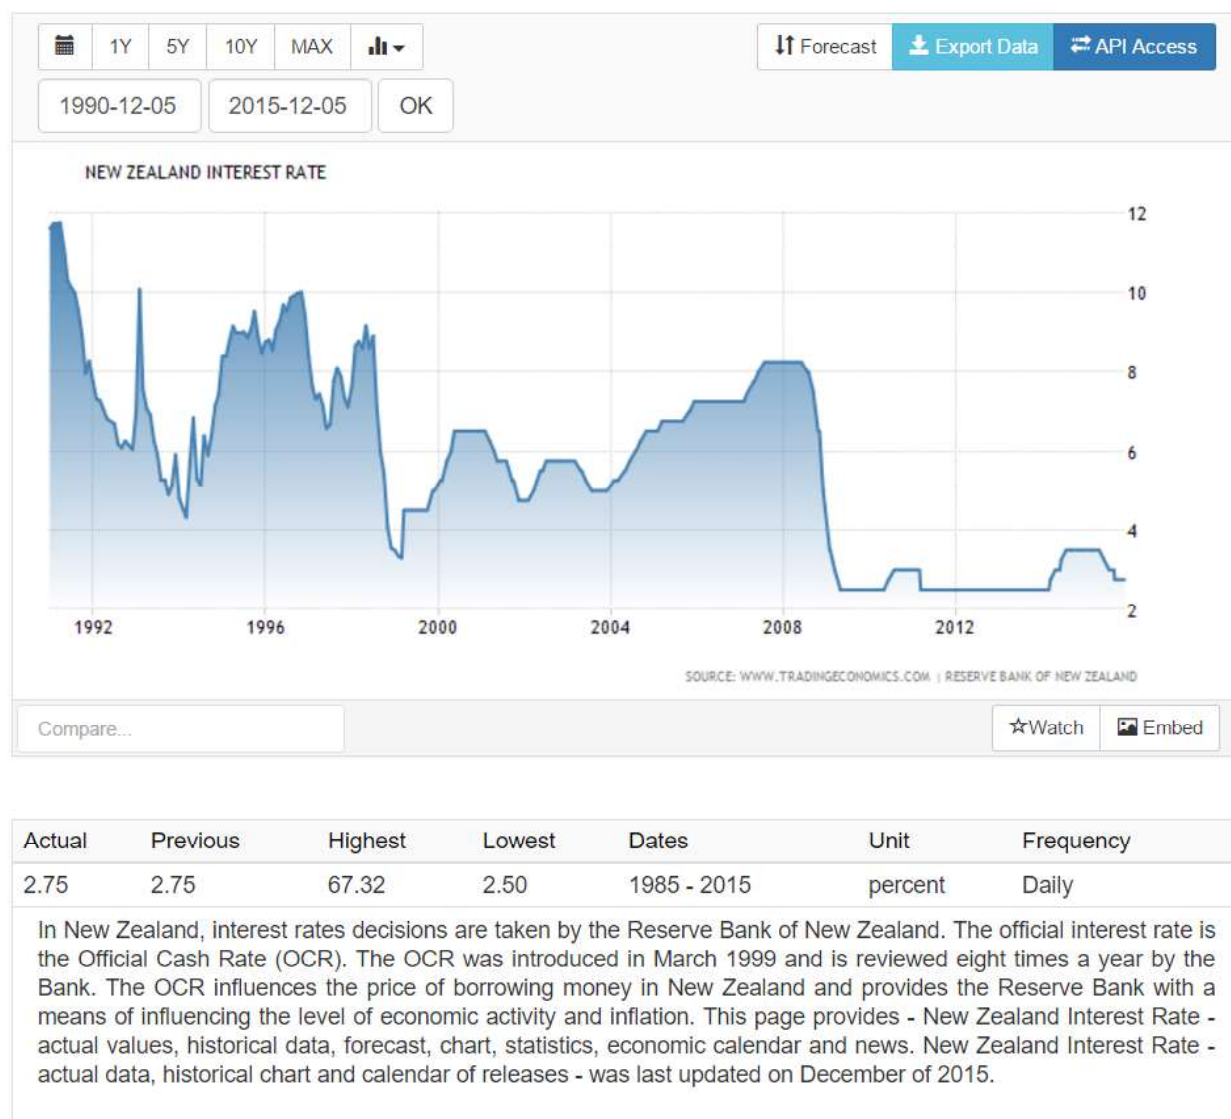 1Y 5Y 10Y MAX Forecast Export Data API Access
1990-12-05 2015-12-05 OK
NEW ZEALAND INTEREST RATE
12
10
8
6
4
2
1992 1996 2000 2004 2008 2012
SOURCE: WWW.TRADINGECONOMICS.COM | RESERVE BANK OF NEW ZEALAND
Compare... Watch Embed
Actual Previous Highest Lowest Dates Unit Frequency
2.75 2.75 67.32 2.50 1985 - 2015 percent Daily
In New Zealand, interest rates decisions are taken by the Reserve Bank of New Zealand. The official interest rate is
the Official Cash Rate (OCR). The OCR was introduced in March 1999 and is reviewed eight times a year by the
Bank. The OCR influences the price of borrowing money in New Zealand and provides the Reserve Bank with a
means of influencing the level of economic activity and inflation. This page provides - New Zealand Interest Rate -
actual values, historical data, forecast, chart, statistics, economic calendar and news. New Zealand Interest Rate -
actual data, historical chart and calendar of releases - was last updated on December of 2015.